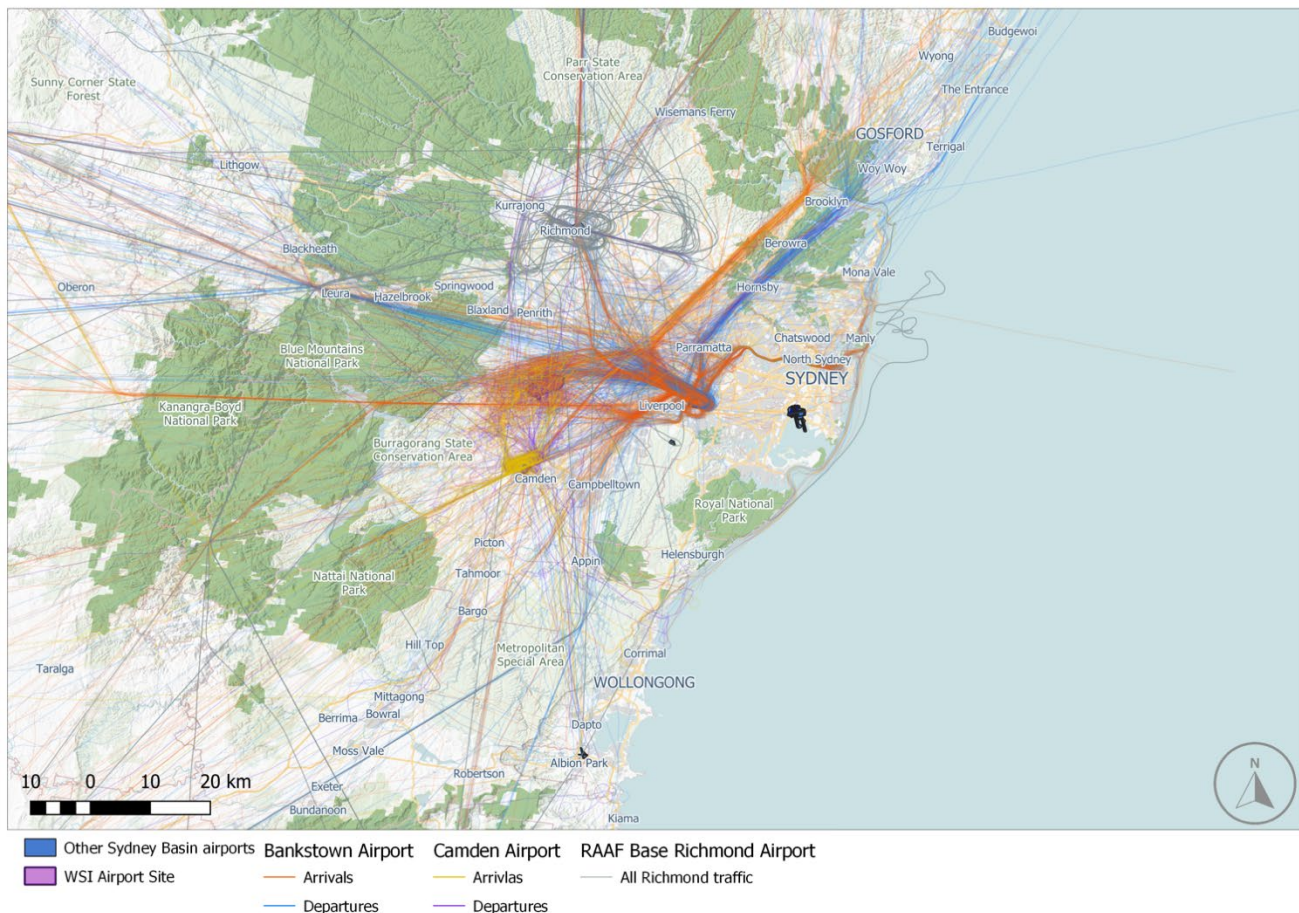 Budgewoi
Parr State
Conservation Area
Wyong
Sunny Corner State
Forest
The Entrance
Wisemans Ferry
GOSFORD
Terrigal
Lithgow
Woy Woy
Kurrajong
Brooklyn
Richmond
Blackheath
Berowra
Mona Vale
Oberon
Springwood
Hornsby
Leura
Hazelbrook
Blaxland
Penrith
Chatswood
Manly
Parramatta
Blue Mountains
National Park
North Sydney
SYDNEY
Kanangra-Boyd
National Park
Liverpool
Burragorang State
Conservation Area
Camden
Campbelltown
Royal National
Park
Picton
Helensburgh
Appin
Tahmoor
Nattai National
Park
Bargo
Hill Top
Metropolitan
Special Area
Corrimal
Taralga
WOLLONGONG
Mittagong
Berrima
Bowral
Dapto
Moss Vale
Albion Park
Robertson
Exeter
Bundanoon
Kiama
10 0 10 20 km
N
Other Sydney Basin airports
WSI Airport Site
Bankstown Airport
Arrivals
Departures
Camden Airport
Arrivlas
Departures
RAAF Base Richmond Airport
All Richmond traffic